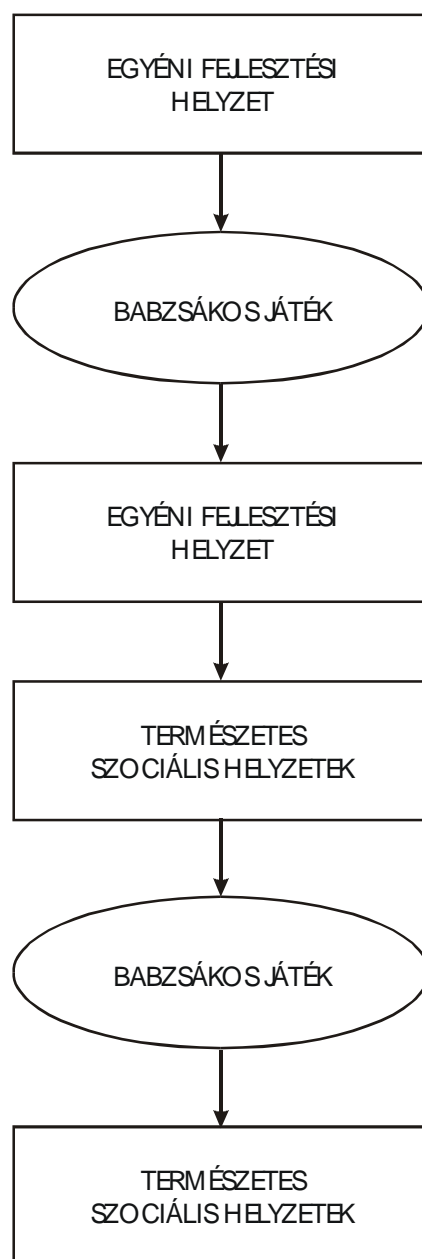 EGYÉNI FEJLESZTÉSI
HELYZET
BABZSÁKOS JÁTÉK
EGYÉNI FEJLESZTÉSI
HELYZET
TERMÉSZETES
SZOCIÁLIS HELYZETEK
BABZSÁKOS JÁTÉK
TERMÉSZETES
SZOCIÁLIS HELYZETEK